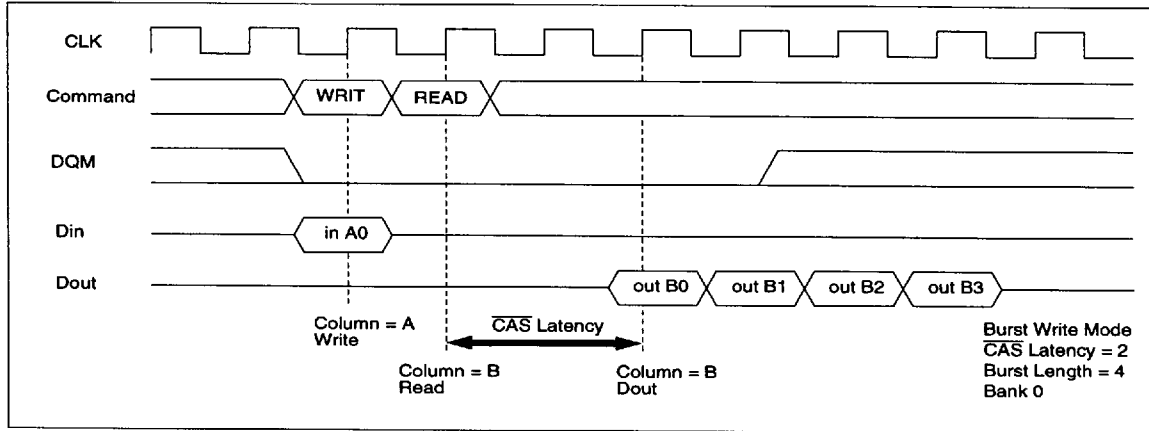 CLK
Command
WRIT
READ
DQM
Din
in A0
Dout
out B0
out B1
out B2
out B3
Column = A
Write
CAS Latency
Column = B
Read
Column = B
Dout
Burst Write Mode
CAS Latency = 2
Burst Length = 4
Bank 0